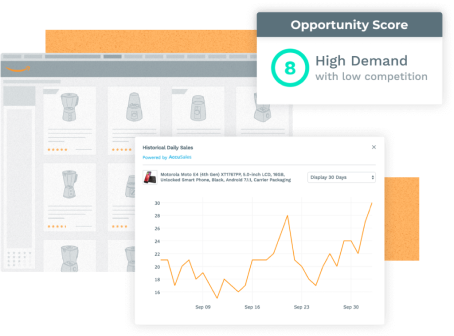 Opportunity Score
8
High Demand
with low competition
Historical Daily Sales
Powered by
Motorola Moto E4 (4th Gen) XT1767PP, 5.0-inch LCD, 16GB,
Unlocked Smart Phone, Black, Android 7.1.1, Carrier Packaging
Display 30 Days
30
28
26
24
22
20
18
16
Sep 09
Sep 16
Sep 23
Sep 30